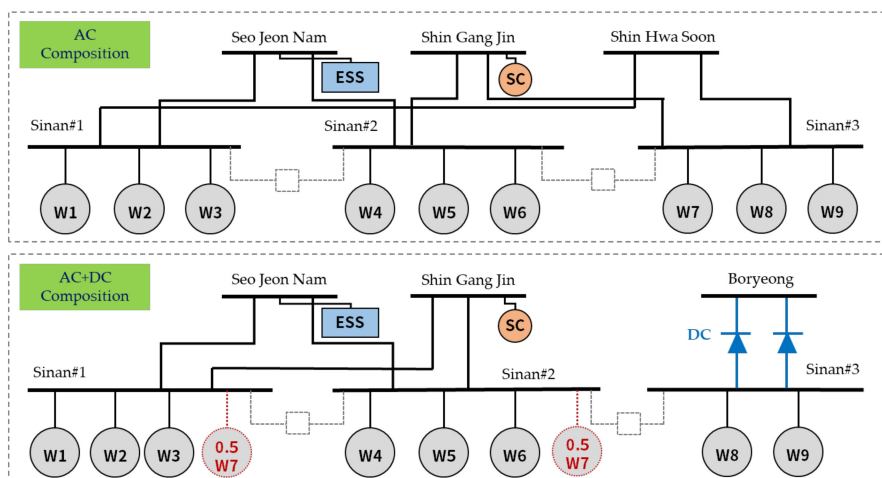 AC
Composition
Seo Jeon Nam
Shin Gang Jin
Shin Hwa Soon
ESS
SC
Sinan#1
Sinan#2
Sinan#3
W1
W2
W3
W4
W5
W6
W7
W8
W9
AC+DC
Composition
Seo Jeon Nam
Shin Gang Jin
Boryeong
ESS
SC
DC
Sinan#1
Sinan#2
Sinan#3
W1
W2
W3
0.5
W7
W4
W5
W6
0.5
W7
W8
W9